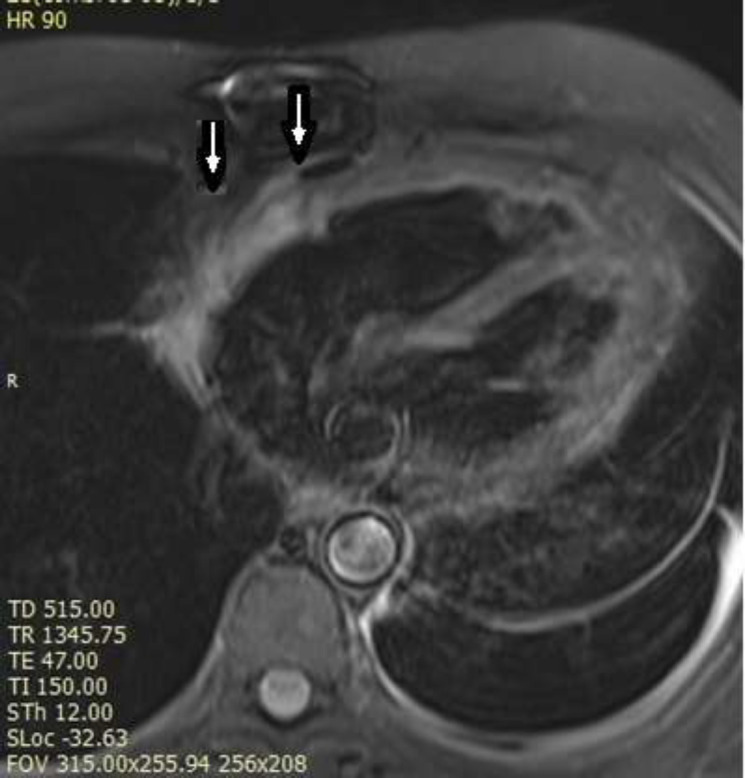 HR 90
R
TD 515.00
TR 1345.75
TE 47.00
TI 150.00
STh 12.00
SLoc -32.63
FOV 315.00x255.94 256x208